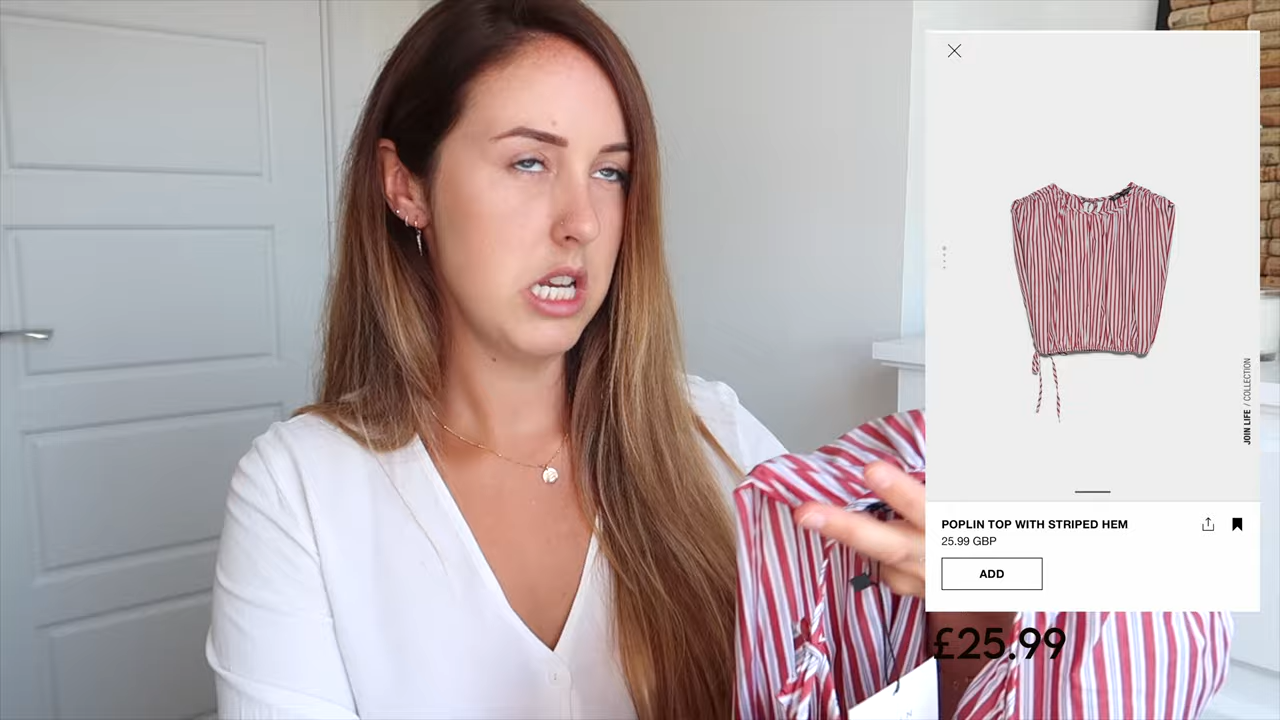 JOIN LIFE / COLLECTION
POPLIN TOP WITH STRIPED HEM
25.99 GBP
ADD
£25.99